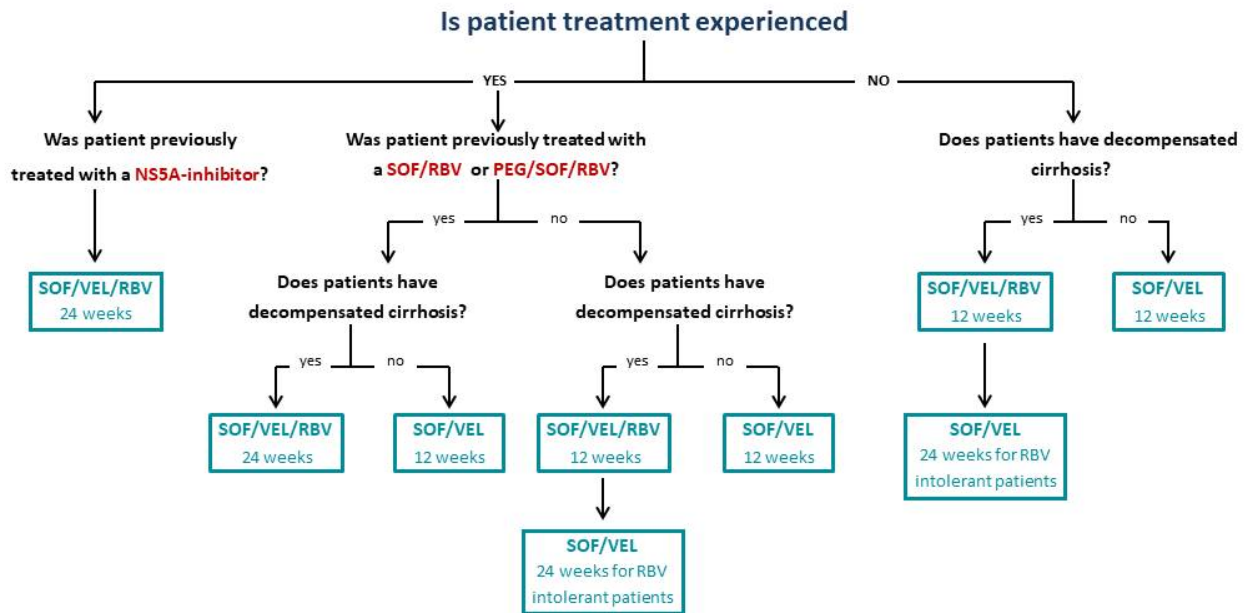 Is patient treatment experienced
YES
NO
Was patient previously
treated with a NS5A-inhibitor?
Was patient previously treated with
a SOF/RBV or PEG/SOF/RBV?
Does patients have decompensated
cirrhosis?
yes
no
yes
no
SOF/VEL/RBV
24 weeks
Does patients have
decompensated cirrhosis?
Does patients have
decompensated cirrhosis?
SOF/VEL/RBV
12 weeks
SOF/VEL
12 weeks
yes
no
yes
no
SOF/VEL/RBV
24 weeks
SOF/VEL
12 weeks
SOF/VEL/RBV
12 weeks
SOF/VEL
12 weeks
SOF/VEL
24 weeks for RBV
intolerant patients
SOF/VEL
24 weeks for RBV
intolerant patients